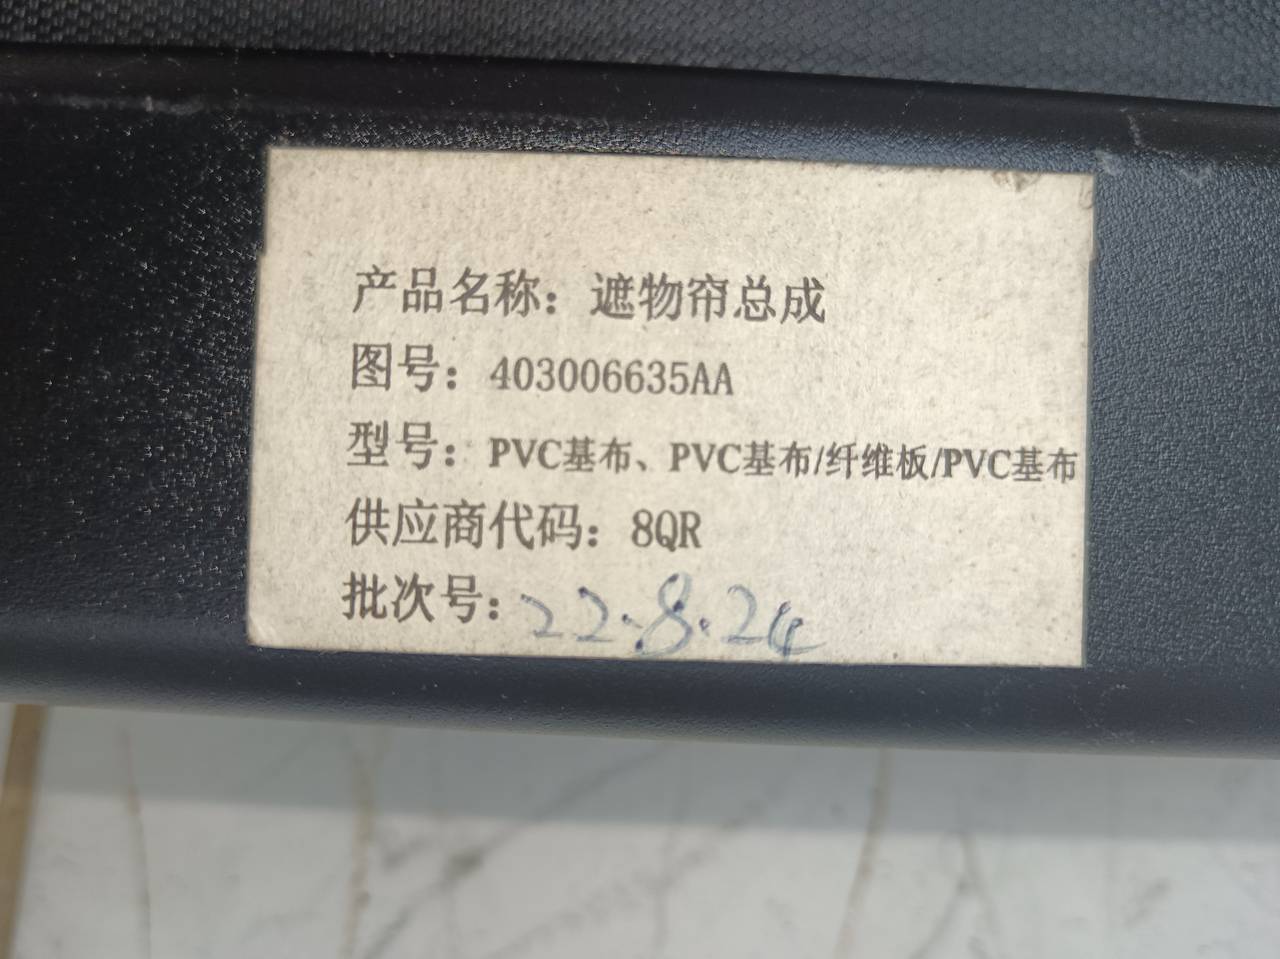 产品名称：遮物帘总成
图号：403006635AA
型号：PVC基布、PVC基布/纤维板/PVC基布
供应商代码：8QR
批次号：22.8.24